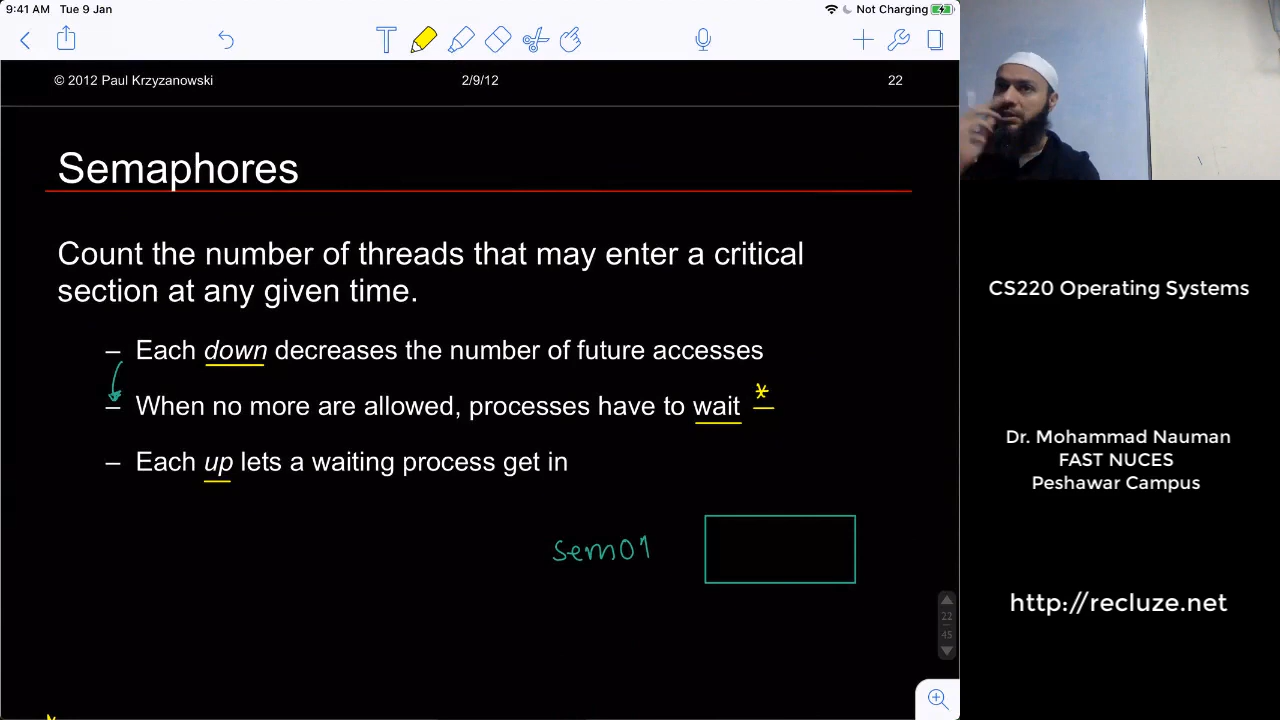 9:41 AM Tue 9 Jan
Not Charging
© 2012 Paul Krzyzanowski
2/9/12
22
Semaphores
Count the number of threads that may enter a critical
section at any given time.
– Each down decreases the number of future accesses
– When no more are allowed, processes have to wait *
– Each up lets a waiting process get in
sem01
22
45
CS220 Operating Systems
Dr. Mohammad Nauman
FAST NUCES
Peshawar Campus
http://recluze.net